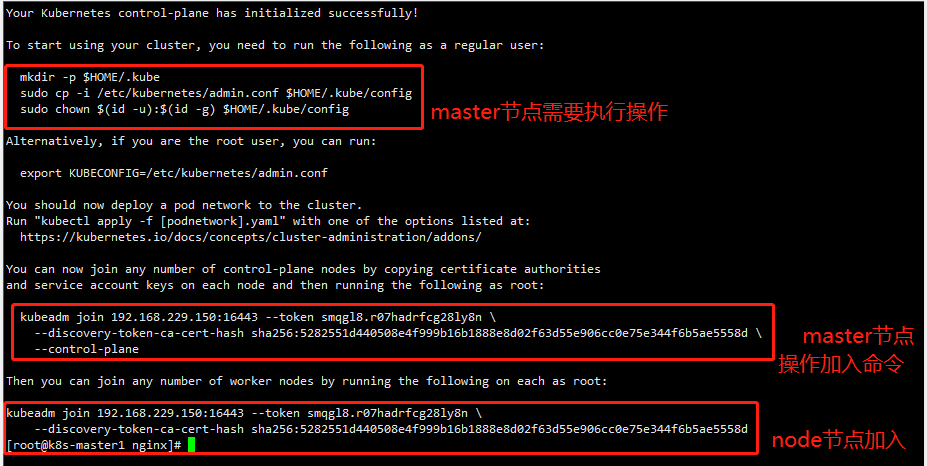 Your Kubernetes control-plane has initialized successfully!
To start using your cluster, you need to run the following as a regular user:
mkdir -p $HOME/.kube
sudo cp -i /etc/kubernetes/admin.conf $HOME/.kube/config
sudo chown $(id -u):$(id -g) $HOME/.kube/config
master节点需要执行操作
Alternatively, if you are the root user, you can run:
export KUBECONFIG=/etc/kubernetes/admin.conf
You should now deploy a pod network to the cluster.
Run "kubectl apply -f [podnetwork].yaml" with one of the options listed at:
https://kubernetes.io/docs/concepts/cluster-administration/addons/
You can now join any number of control-plane nodes by copying certificate authorities
and service account keys on each node and then running the following as root:
kubeadm join 192.168.229.150:16443 --token smqgl8.r07hadrfcg28ly8n \
--discovery-token-ca-cert-hash sha256:5282551d440508e4f999b16b1888e8d02f63d55e906cc0e75e344f6b5ae5558d \
--control-plane
master节点
操作加入命令
Then you can join any number of worker nodes by running the following on each as root:
kubeadm join 192.168.229.150:16443 --token smqgl8.r07hadrfcg28ly8n \
--discovery-token-ca-cert-hash sha256:5282551d440508e4f999b16b1888e8d02f63d55e906cc0e75e344f6b5ae5558d
[root@k8s-master1 nginx]#
node节点加入